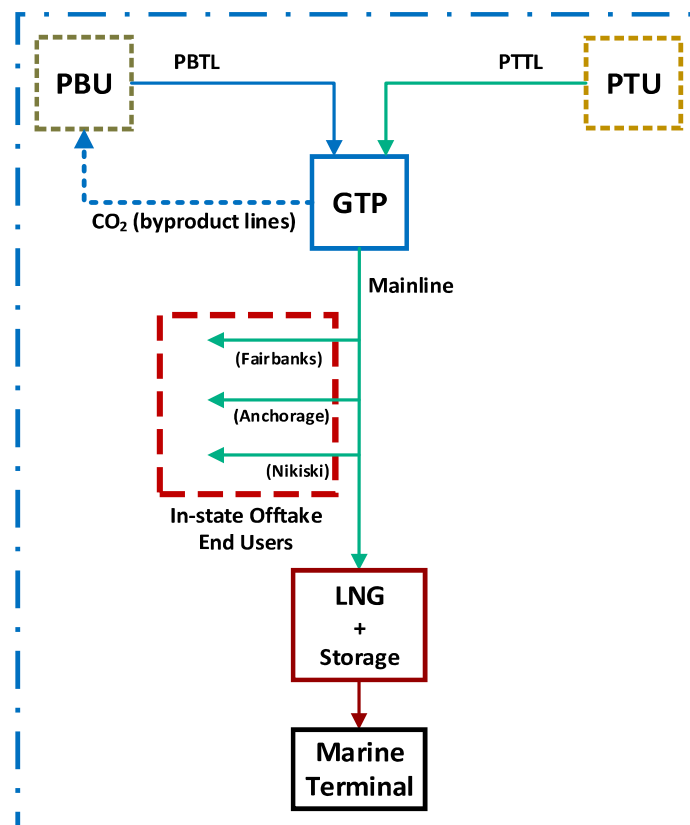 PBU
PBTL
PTTL
PTU
GTP
CO₂ (byproduct lines)
Mainline
(Fairbanks)
(Anchorage)
(Nikiski)
In-state Offtake
End Users
LNG
+
Storage
Marine
Terminal